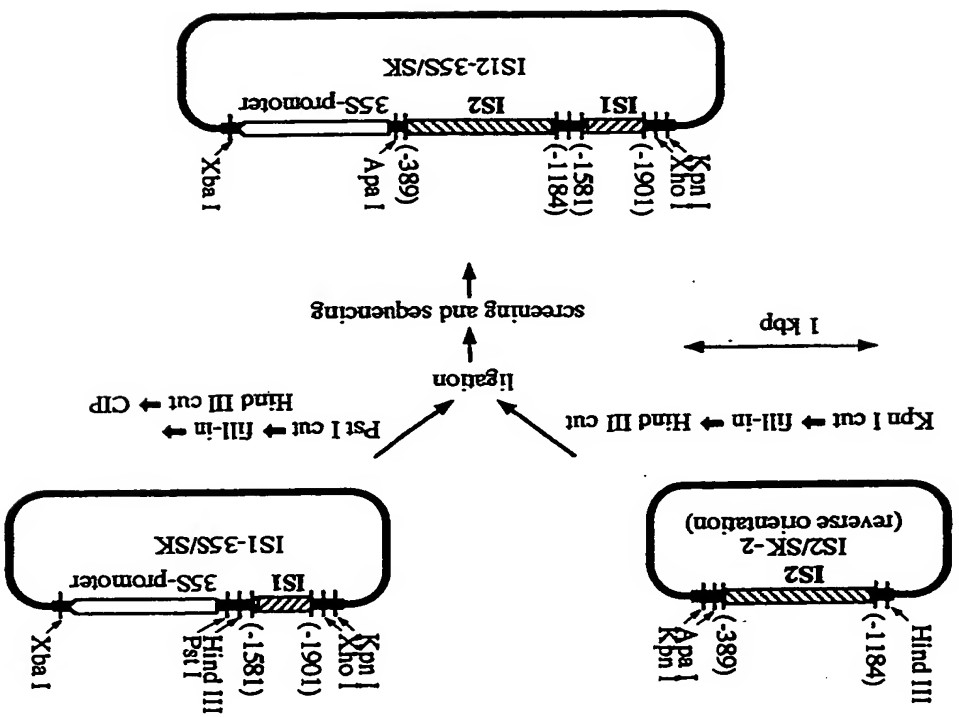 Hind III
(-1184)
(-389)
Apa I
Kpn I
IS2
IS2/SK-2
(reverse orientation)
Kpn I
Xho I
(-1901)
(-1581)
Hind III
Pst I
Xba I
IS1 35S-promoter
IS1-35S/SK
Kpn I cut → fill-in → Hind III cut
Pst I cut → fill-in →
Hind III cut → CIP
1 kbp
ligation
screening and sequencing
Kpn I
Xho I
(-1901)
(-1581)
(-1184)
(-389)
Apa I
Xba I
IS1 IS2 35S-promoter
IS12-35S/SK